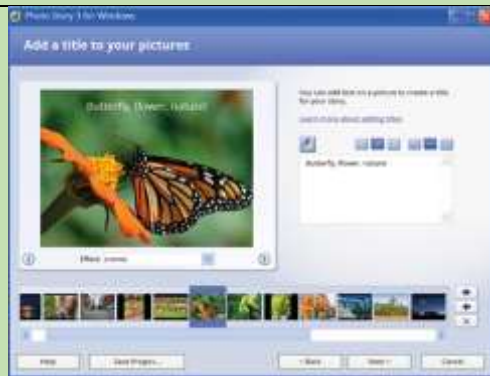 Photo Story 3 for Windows
Add a title to your pictures
Butterfly, flower, nature
You can add text on a picture to create a title
for your story.
Learn more about adding titles
Butterfly, flower, nature
Effect: (none)
Help
Save Project...
< Back
Next >
Cancel